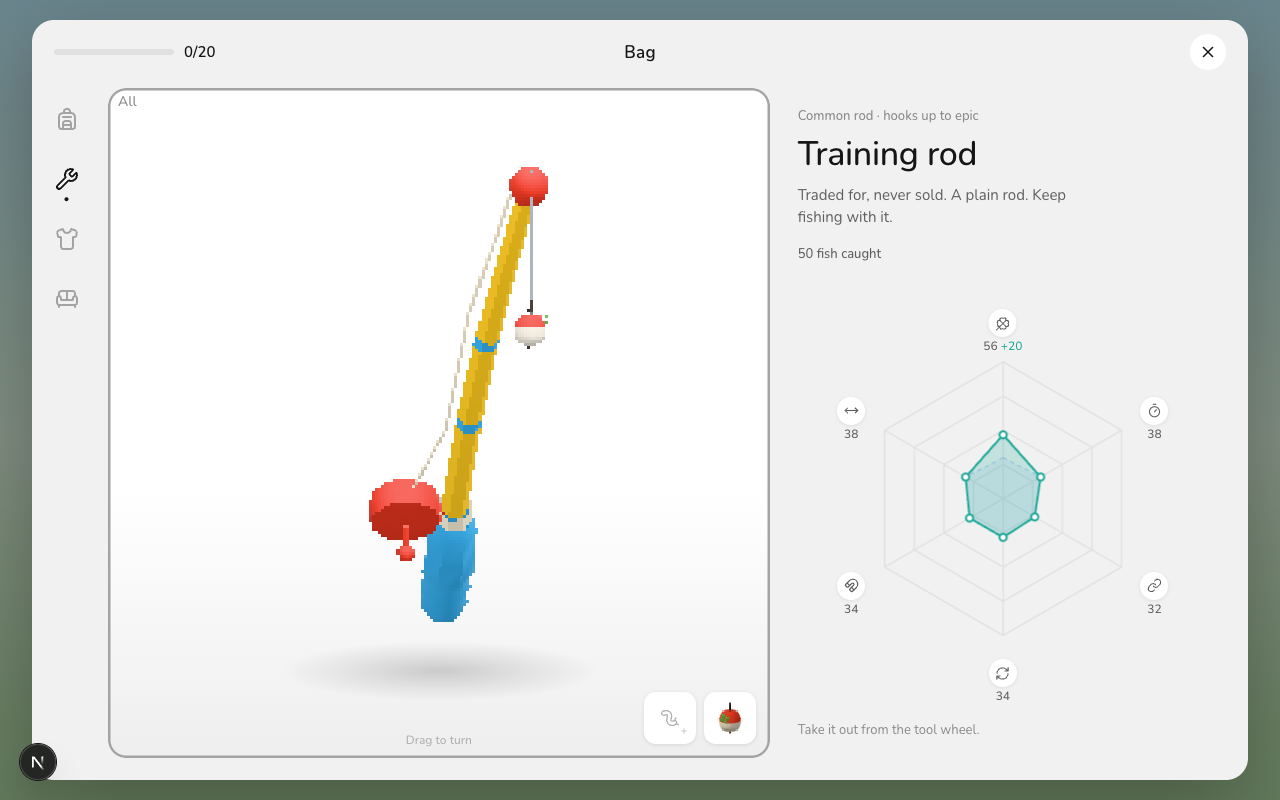 0/20
Bag
All
Common rod · hooks up to epic
Training rod
Traded for, never sold. A plain rod. Keep
fishing with it.
50 fish caught
56 +20
38
38
34
32
34
Drag to turn
Take it out from the tool wheel.
N